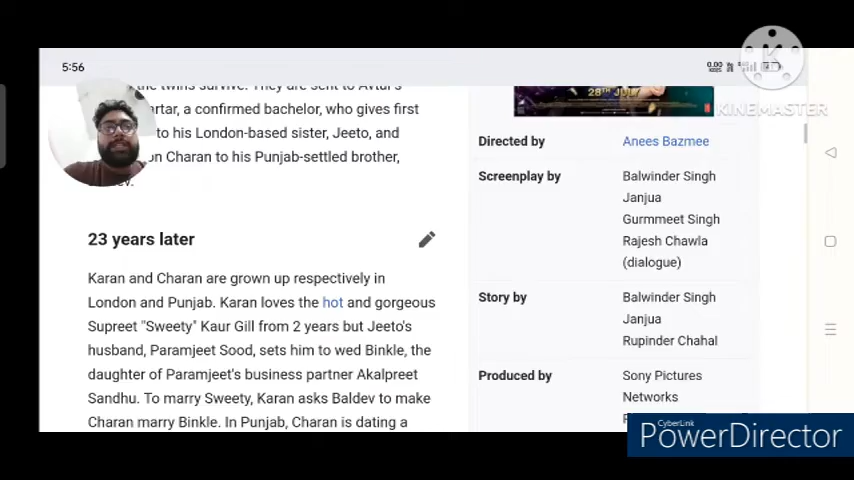 5:56
0.00
KINEMASTER
the twins survive. They are sent to Avtar's
artar, a confirmed bachelor, who gives first
to his London-based sister, Jeeto, and
on Charan to his Punjab-settled brother,
28TH JULY
Directed by
Anees Bazmee
Screenplay by
Balwinder Singh
Janjua
Gurmmeet Singh
Rajesh Chawla
(dialogue)
Story by
Balwinder Singh
Janjua
Rupinder Chahal
Produced by
Sony Pictures
Networks
23 years later
Karan and Charan are grown up respectively in
London and Punjab. Karan loves the hot and gorgeous
Supreet "Sweety" Kaur Gill from 2 years but Jeeto's
husband, Paramjeet Sood, sets him to wed Binkle, the
daughter of Paramjeet's business partner Akalpreet
Sandhu. To marry Sweety, Karan asks Baldev to make
Charan marry Binkle. In Punjab, Charan is dating a
CyberLink
PowerDirector